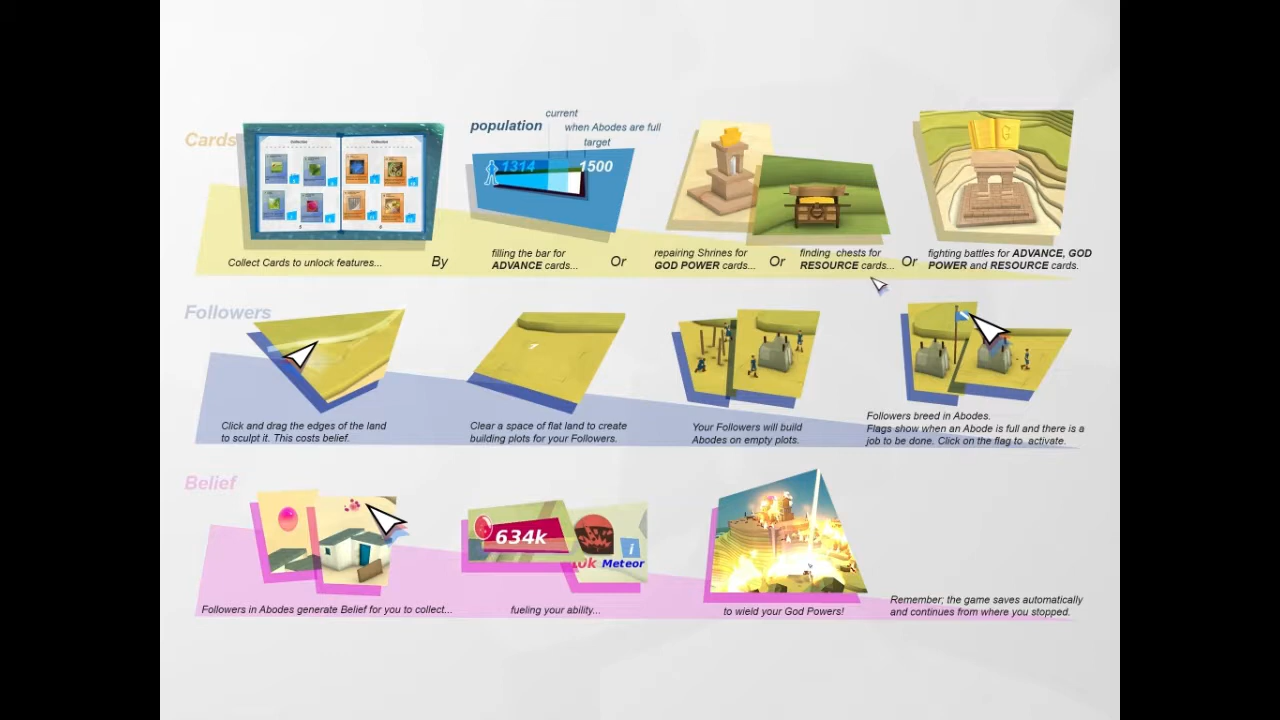 Cards
population
current
when Abodes are full
target
1314
1500
Collect Cards to unlock features...
By
filling the bar for
ADVANCE cards...
Or
repairing Shrines for
GOD POWER cards...
Or
finding chests for
RESOURCE cards...
Or
fighting battles for ADVANCE, GOD
POWER and RESOURCE cards.
Followers
Click and drag the edges of the land
to sculpt it. This costs belief.
Clear a space of flat land to create
building plots for your Followers.
Your Followers will build
Abodes on empty plots.
Followers breed in Abodes.
Flags show when an Abode is full and there is a
job to be done. Click on the flag to activate.
Belief
634k
Meteor
Followers in Abodes generate Belief for you to collect...
fueling your ability...
to wield your God Powers!
Remember; the game saves automatically
and continues from where you stopped.